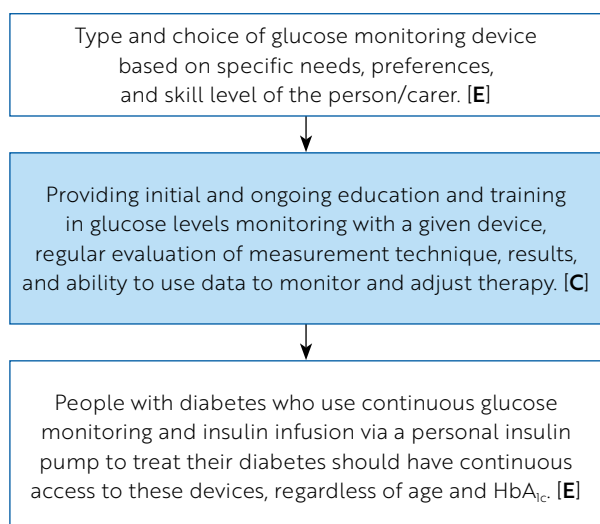 Type and choice of glucose monitoring device
based on specific needs, preferences,
and skill level of the person/carer. [E]
Providing initial and ongoing education and training
in glucose levels monitoring with a given device,
regular evaluation of measurement technique, results,
and ability to use data to monitor and adjust therapy. [C]
People with diabetes who use continuous glucose
monitoring and insulin infusion via a personal insulin
pump to treat their diabetes should have continuous
access to these devices, regardless of age and HbA1c. [E]